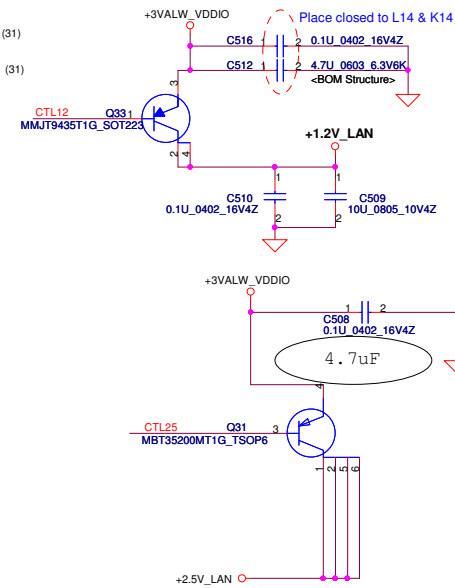 +3VALW_VDDIO
Place closed to L14 & K14
(31)
C516 1 2 0.1U_0402_16V4Z
(31)
C512 1 2 4.7U_0603_6.3V6K
<BOM Structure>
3
CTL12 Q33 1
MMJT9435T1G_SOT223
+1.2V_LAN
2 4
1 1
C510 C509
0.1U_0402_16V4Z 10U_0805_10V4Z
2 2
+3VALW_VDDIO
1 2
C508
0.1U_0402_16V4Z
4.7uF
4
CTL25 Q31 3
MBT35200MT1G_TSOP6
1 2 5 6
+2.5V_LAN